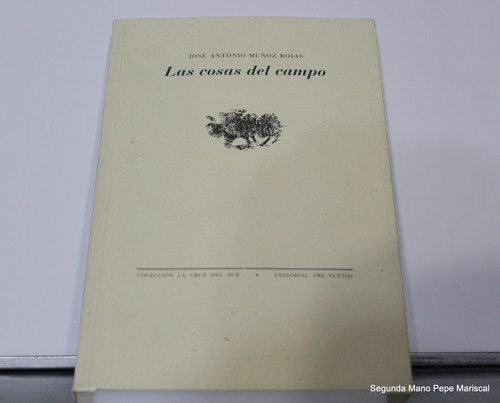 JOSÉ ANTONIO MUÑOZ ROJAS
Las cosas del campo
COLECCIÓN LA CRUZ DEL SUR • EDITORIAL PRE-TEXTOS
Segunda Mano Pepe Mariscal